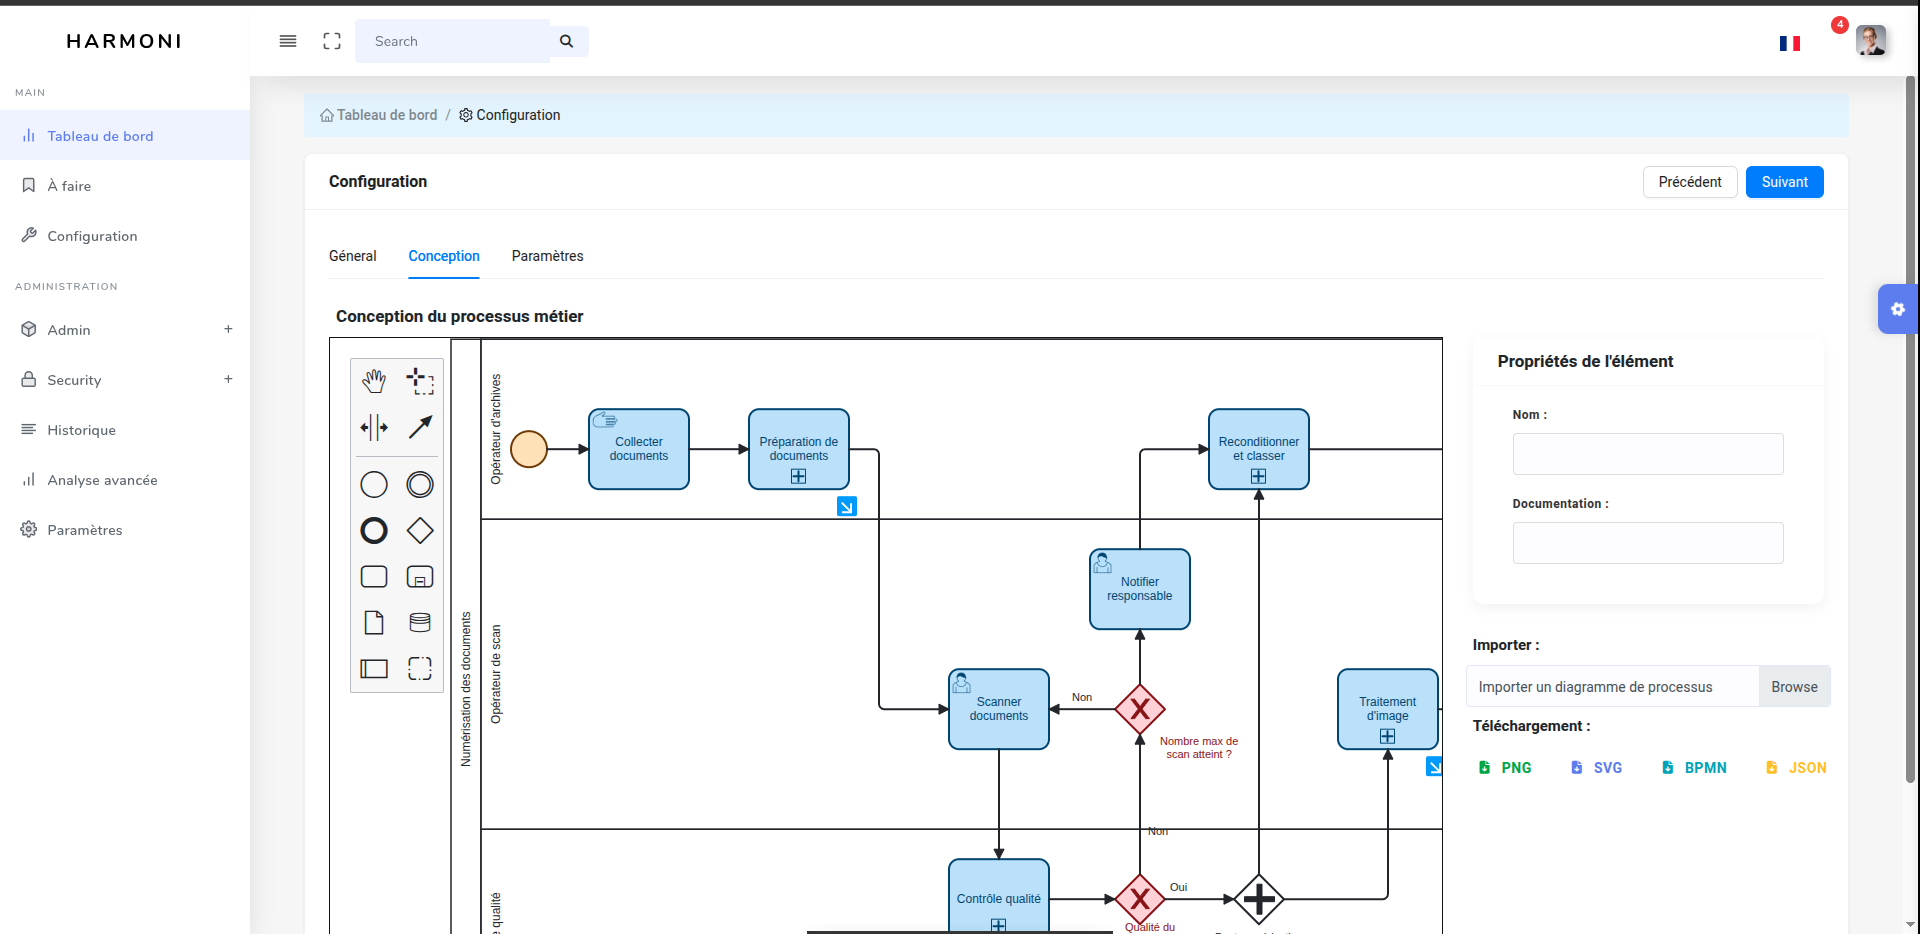 HARMONI
Search
4
MAIN
Tableau de bord
À faire
Configuration
ADMINISTRATION
Admin +
Security +
Historique
Analyse avancée
Paramètres
Tableau de bord / Configuration
Configuration
Précédent
Suivant
Géneral
Conception
Paramètres
Conception du processus métier
Numérisation des documents
Opérateur d'archives
Collecter
documents
Préparation de
documents
Reconditionner
et classer
Opérateur de scan
Notifier
responsable
Scanner
documents
Non
X
Nombre max de
scan atteint ?
Traitement
d'image
Non
qualité
Contrôle qualité
X
Oui
Qualité du
Propriétés de l'élément
Nom :
Documentation :
Importer :
Importer un diagramme de processus
Browse
Téléchargement :
PNG
SVG
BPMN
JSON